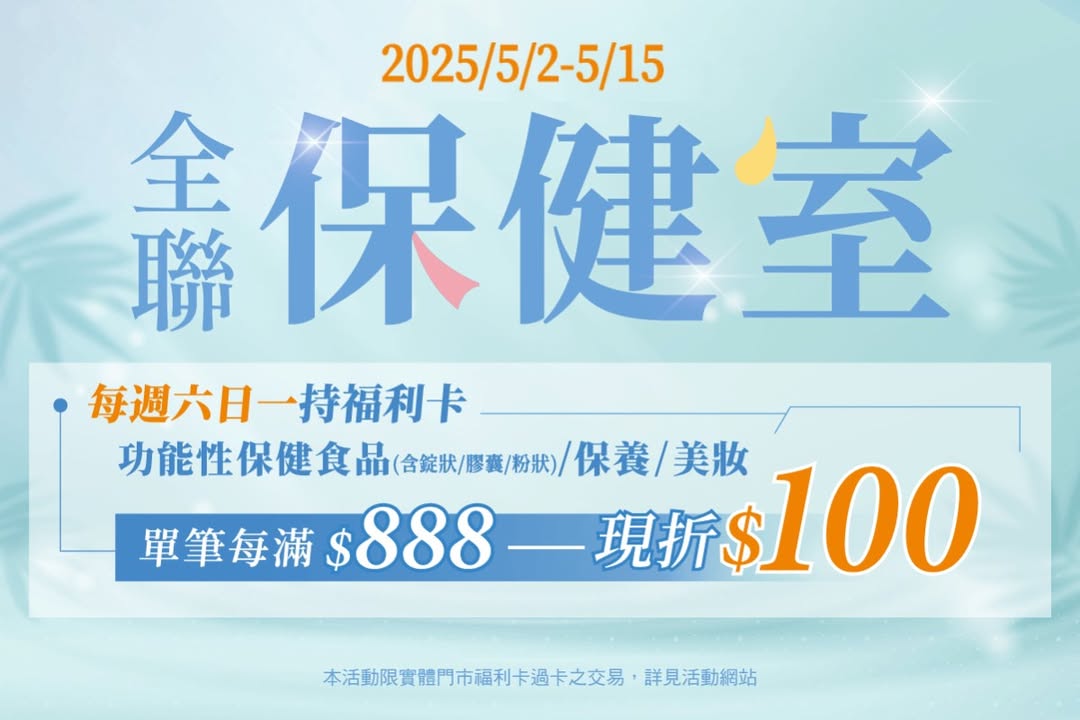 2025/5/2-5/15
全聯
保健室
每週六日一持福利卡
功能性保健食品(含錠狀/膠囊/粉狀)/保養/美妝
單筆每滿$888—現折$100
本活動限實體門市福利卡過卡之交易，詳見活動網站